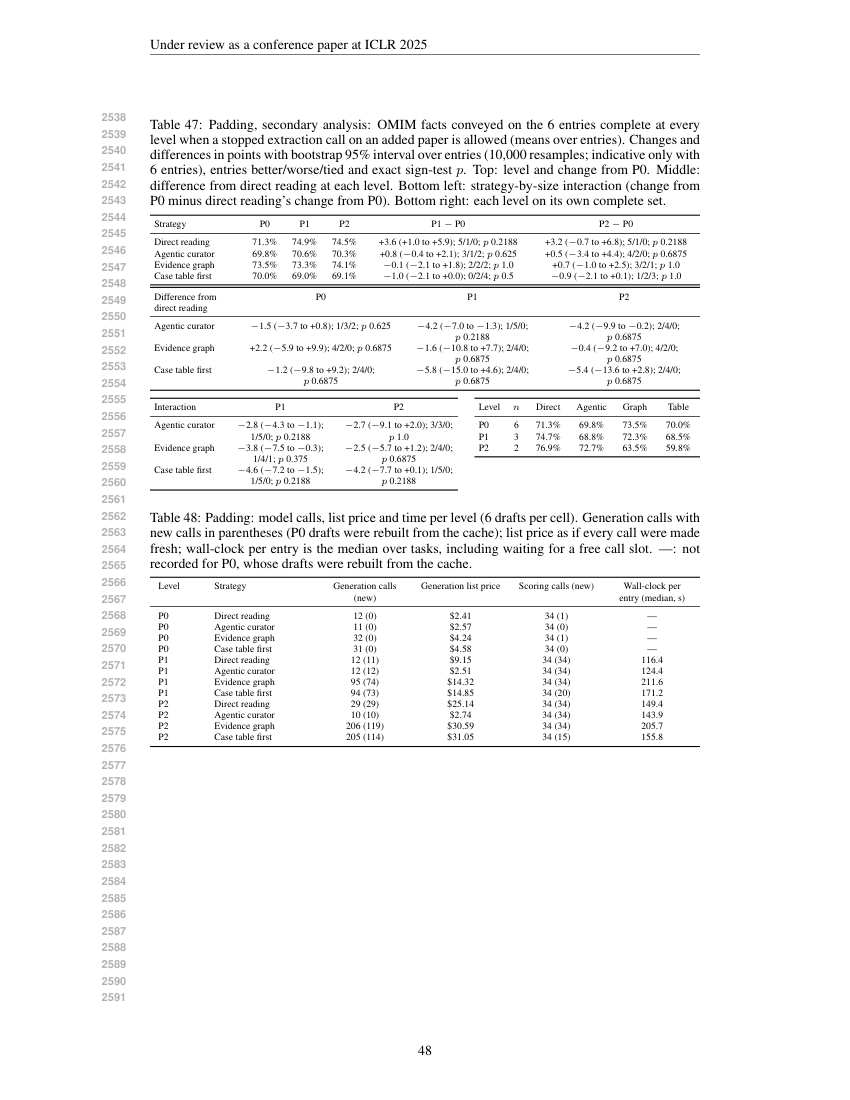 Under review as a conference paper at ICLR 2025
2538
2539
2540
2541
2542
2543
2544
2545
2546
2547
2548
2549
2550
2551
2552
2553
2554
2555
2556
2557
2558
2559
2560
2561
2562
2563
2564
2565
2566
2567
2568
2569
2570
2571
2572
2573
2574
2575
2576
2577
2578
2579
2580
2581
2582
2583
2584
2585
2586
2587
2588
2589
2590
2591
Table 47: Padding, secondary analysis: OMIM facts conveyed on the 6 entries complete at every
level when a stopped extraction call on an added paper is allowed (means over entries). Changes and
differences in points with bootstrap 95% interval over entries (10,000 resamples; indicative only with
6 entries), entries better/worse/tied and exact sign-test p. Top: level and change from P0. Middle:
difference from direct reading at each level. Bottom left: strategy-by-size interaction (change from
P0 minus direct reading's change from P0). Bottom right: each level on its own complete set.
Strategy P0 P1 P2 P1 − P0 P2 − P0
Direct reading 71.3% 74.9% 74.5% +3.6 (+1.0 to +5.9); 5/1/0; p 0.2188 +3.2 (−0.7 to +6.8); 5/1/0; p 0.2188
Agentic curator 69.8% 70.6% 70.3% +0.8 (−0.4 to +2.1); 3/1/2; p 0.625 +0.5 (−3.4 to +4.4); 4/2/0; p 0.6875
Evidence graph 73.5% 73.3% 74.1% −0.1 (−2.1 to +1.8); 2/2/2; p 1.0 +0.7 (−1.0 to +2.5); 3/2/1; p 1.0
Case table first 70.0% 69.0% 69.1% −1.0 (−2.1 to +0.0); 0/2/4; p 0.5 −0.9 (−2.1 to +0.1); 1/2/3; p 1.0
Difference from P0 P1 P2
direct reading
Agentic curator −1.5 (−3.7 to +0.8); 1/3/2; p 0.625 −4.2 (−7.0 to −1.3); 1/5/0; −4.2 (−9.9 to −0.2); 2/4/0;
p 0.2188 p 0.6875
Evidence graph +2.2 (−5.9 to +9.9); 4/2/0; p 0.6875 −1.6 (−10.8 to +7.7); 2/4/0; −0.4 (−9.2 to +7.0); 4/2/0;
p 0.6875 p 0.6875
Case table first −1.2 (−9.8 to +9.2); 2/4/0; −5.8 (−15.0 to +4.6); 2/4/0; −5.4 (−13.6 to +2.8); 2/4/0;
p 0.6875 p 0.6875 p 0.6875
Interaction P1 P2
Agentic curator −2.8 (−4.3 to −1.1); −2.7 (−9.1 to +2.0); 3/3/0;
1/5/0; p 0.2188 p 1.0
Evidence graph −3.8 (−7.5 to −0.3); −2.5 (−5.7 to +1.2); 2/4/0;
1/4/1; p 0.375 p 0.6875
Case table first −4.6 (−7.2 to −1.5); −4.2 (−7.7 to +0.1); 1/5/0;
1/5/0; p 0.2188 p 0.2188
Level n Direct Agentic Graph Table
P0 6 71.3% 69.8% 73.5% 70.0%
P1 3 74.7% 68.8% 72.3% 68.5%
P2 2 76.9% 72.7% 63.5% 59.8%
Table 48: Padding: model calls, list price and time per level (6 drafts per cell). Generation calls with
new calls in parentheses (P0 drafts were rebuilt from the cache); list price as if every call were made
fresh; wall-clock per entry is the median over tasks, including waiting for a free call slot. —: not
recorded for P0, whose drafts were rebuilt from the cache.
Level Strategy Generation calls Generation list price Scoring calls (new) Wall-clock per
(new) entry (median, s)
P0 Direct reading 12 (0) $2.41 34 (1) —
P0 Agentic curator 11 (0) $2.57 34 (0) —
P0 Evidence graph 32 (0) $4.24 34 (1) —
P0 Case table first 31 (0) $4.58 34 (0) —
P1 Direct reading 12 (11) $9.15 34 (34) 116.4
P1 Agentic curator 12 (12) $2.51 34 (34) 124.4
P1 Evidence graph 95 (74) $14.32 34 (34) 211.6
P1 Case table first 94 (73) $14.85 34 (20) 171.2
P2 Direct reading 29 (29) $25.14 34 (34) 149.4
P2 Agentic curator 10 (10) $2.74 34 (34) 143.9
P2 Evidence graph 206 (119) $30.59 34 (34) 205.7
P2 Case table first 205 (114) $31.05 34 (15) 155.8
48